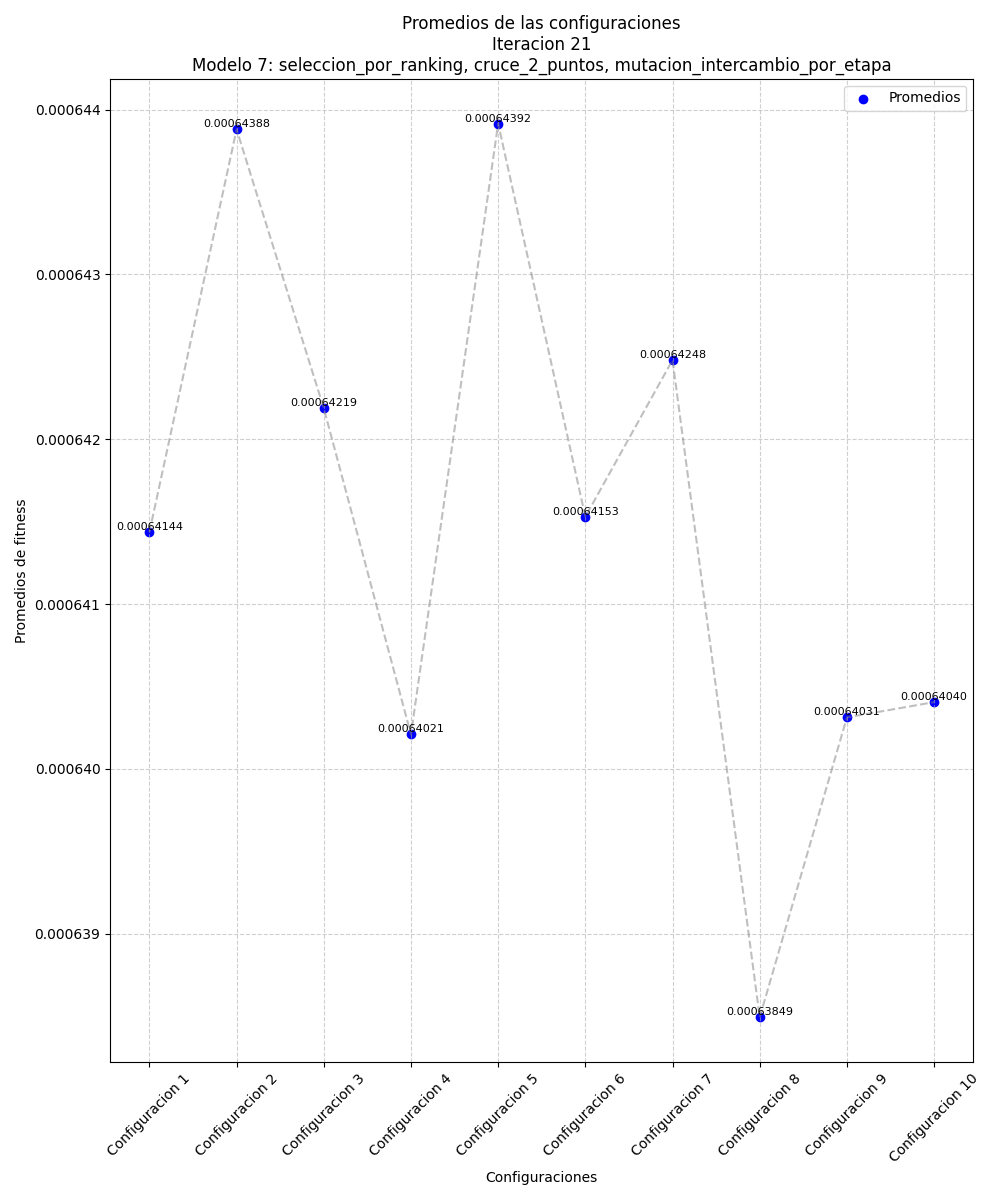 Promedios de las configuraciones
Iteracion 21
Modelo 7: seleccion_por_ranking, cruce_2_puntos, mutacion_intercambio_por_etapa
Promedios
0.000644
0.000643
0.000642
0.000641
0.000640
0.000639
Promedios de fitness
0.00064144
0.00064388
0.00064219
0.00064021
0.00064392
0.00064153
0.00064248
0.00063849
0.00064031
0.00064040
Configuracion 1
Configuracion 2
Configuracion 3
Configuracion 4
Configuracion 5
Configuracion 6
Configuracion 7
Configuracion 8
Configuracion 9
Configuracion 10
Configuraciones